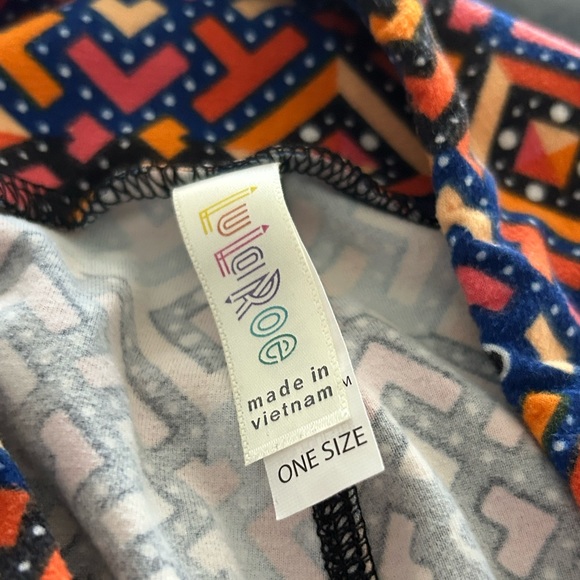 LuLaRoe
made in
vietnam
M
ONE SIZE